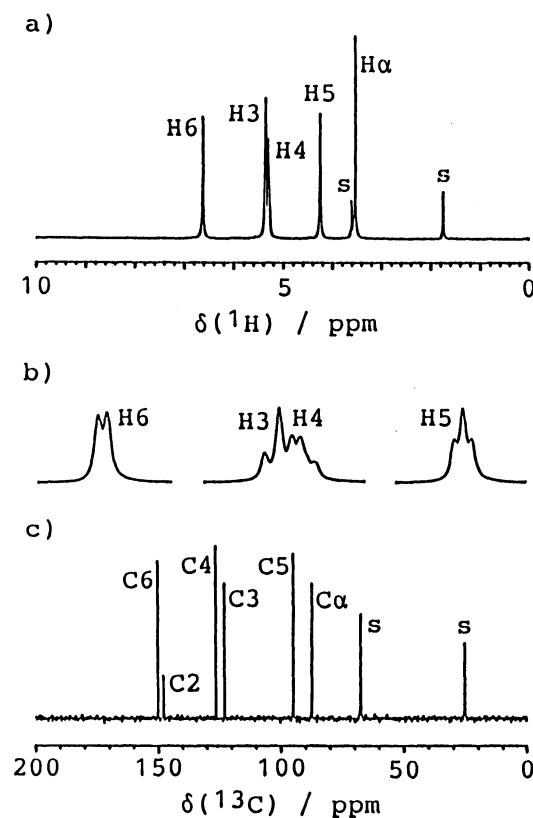 a)
Hα
H3
H5
H6
H4
s
s
10 5 0
δ(¹H) / ppm
b)
H6
H3 H4
H5
c)
C4
C5
C6
C3
Cα
s
s
C2
200 150 100 50 0
δ(¹³C) / ppm